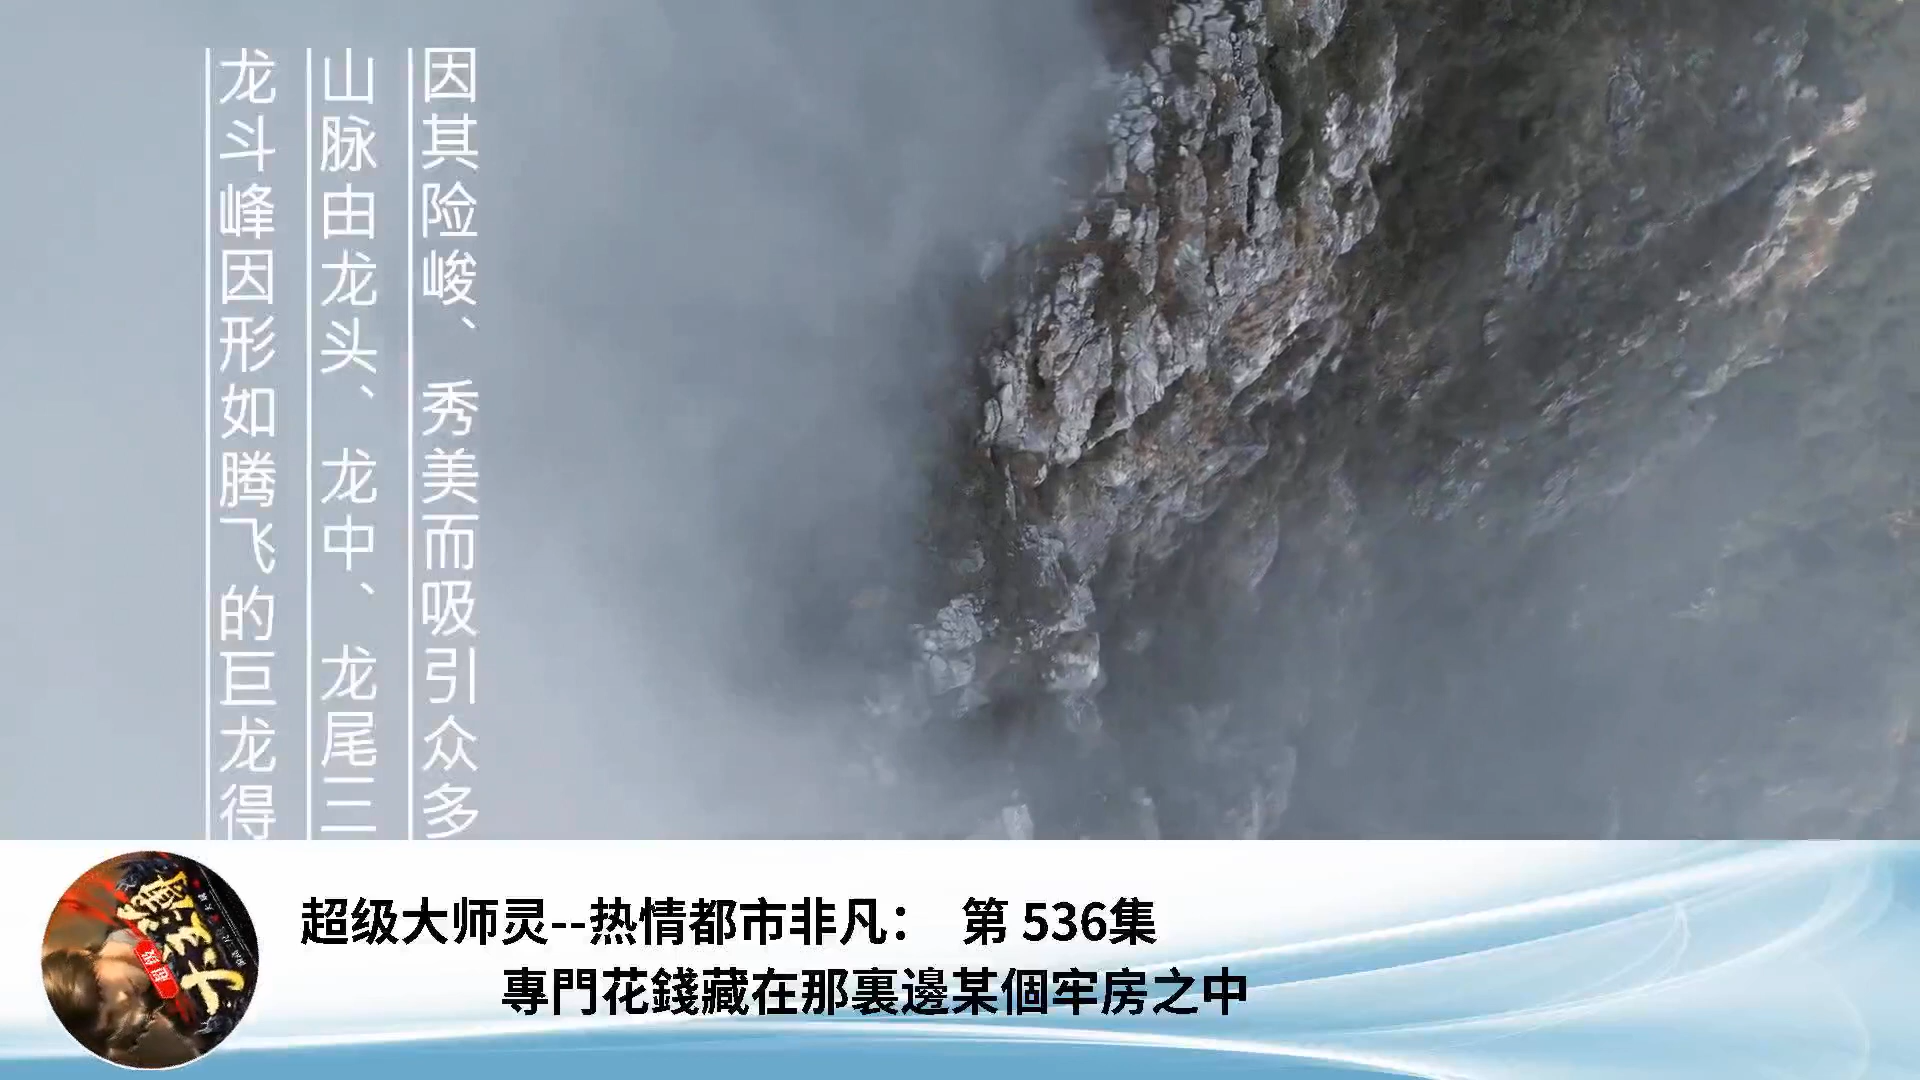 因其险峻、秀美而吸引众多
山脉由龙头、龙中、龙尾三
龙斗峰因形如腾飞的巨龙得
超级大师灵--热情都市非凡： 第 536集
專門花錢藏在那裏邊某個牢房之中